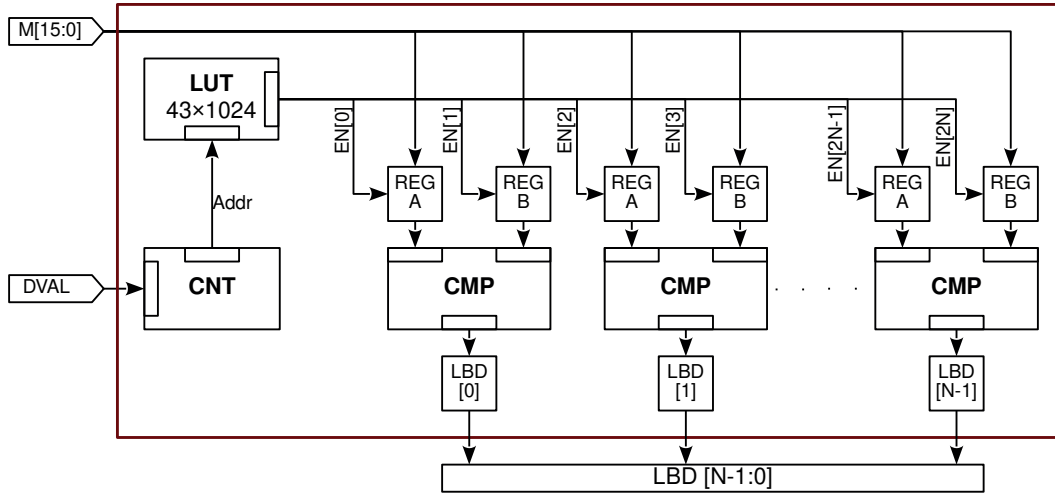 M[15:0]
LUT
43×1024
EN[0]
EN[1]
EN[2]
EN[3]
EN[2N-1]
EN[2N]
REG
A
REG
B
REG
A
REG
B
REG
A
REG
B
Addr
DVAL
CNT
CMP
CMP
. . . . .
CMP
LBD
[0]
LBD
[1]
LBD
[N-1]
LBD [N-1:0]